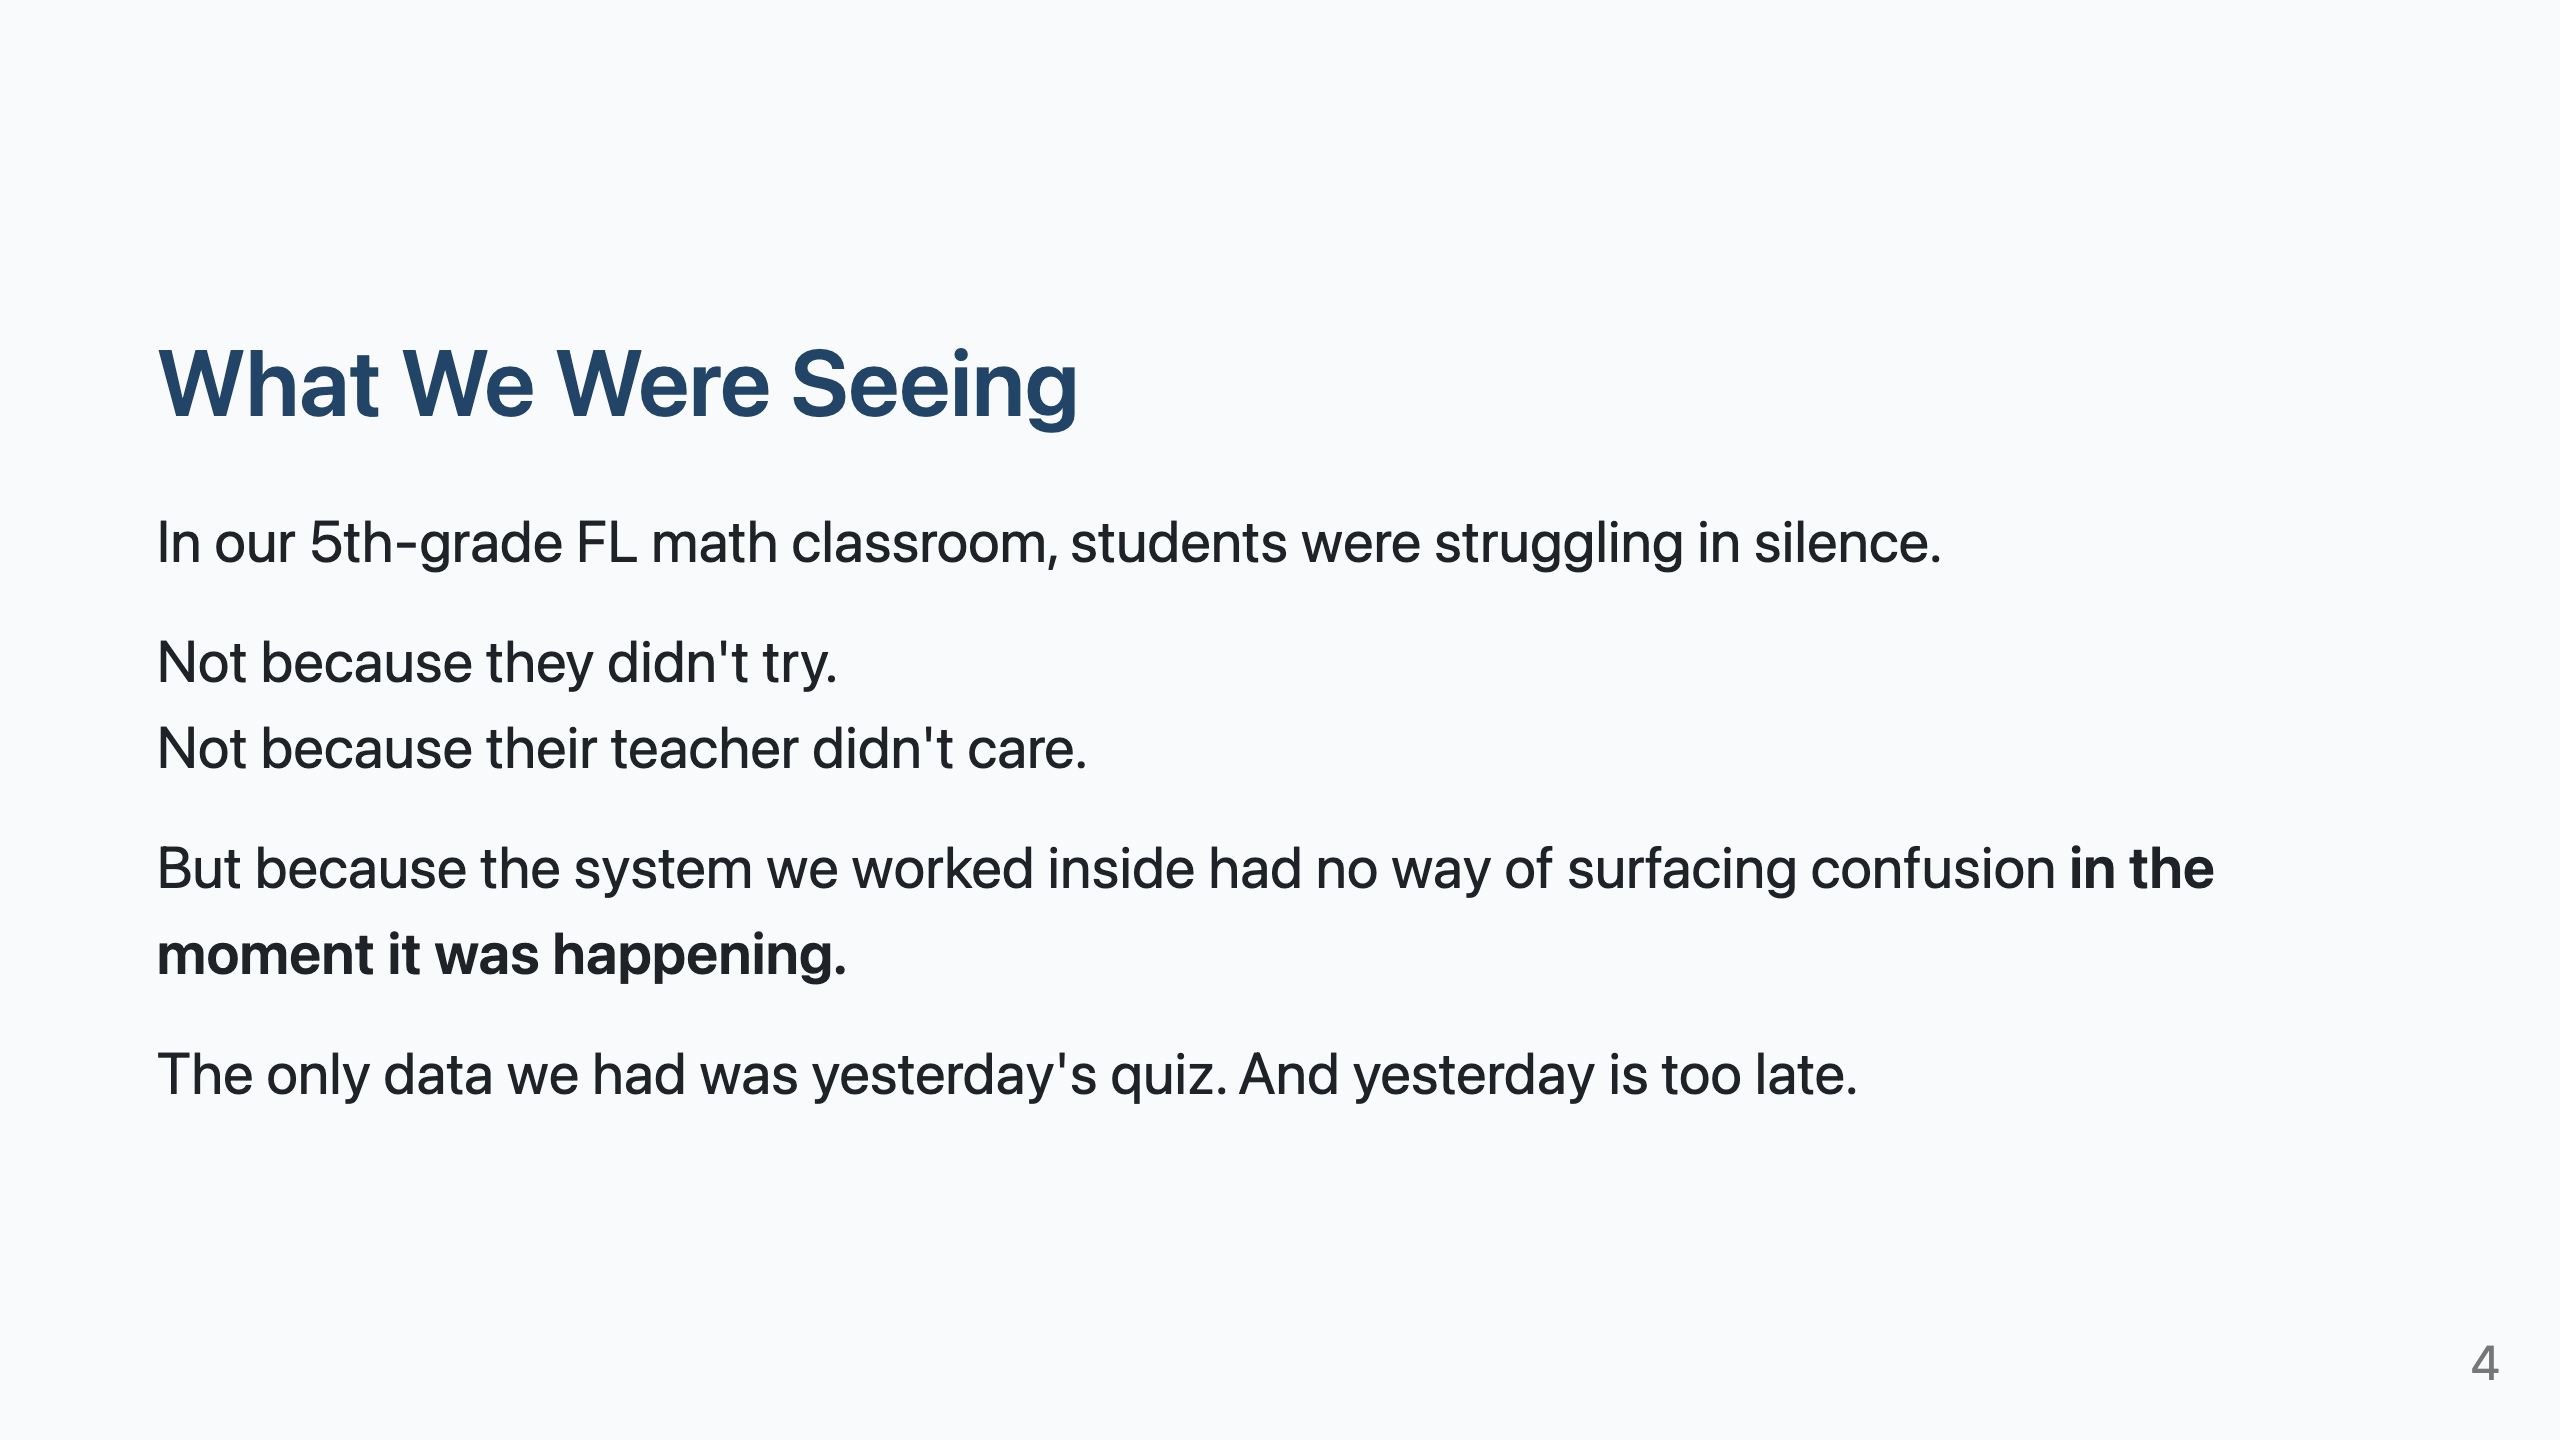 What We Were Seeing
In our 5th-grade FL math classroom, students were struggling in silence.
Not because they didn't try.
Not because their teacher didn't care.
But because the system we worked inside had no way of surfacing confusion in the
moment it was happening.
The only data we had was yesterday's quiz. And yesterday is too late.
4